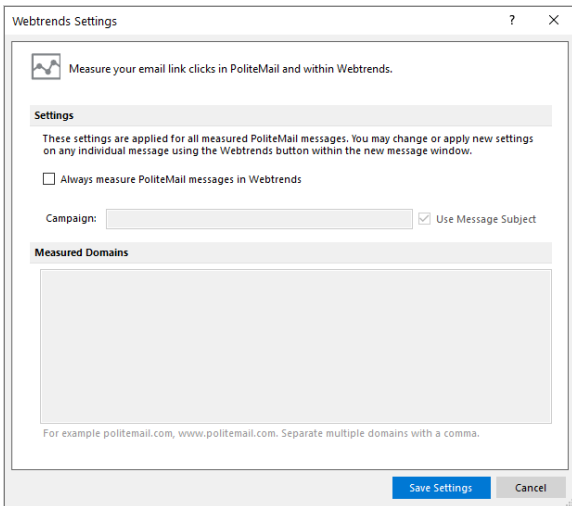 Webtrends Settings
Measure your email link clicks in PoliteMail and within Webtrends.
Settings
These settings are applied for all measured PoliteMail messages. You may change or apply new settings
on any individual message using the Webtrends button within the new message window.
Always measure PoliteMail messages in Webtrends
Campaign: Use Message Subject
Measured Domains
For example politemail.com, www.politemail.com. Separate multiple domains with a comma.
Save Settings Cancel